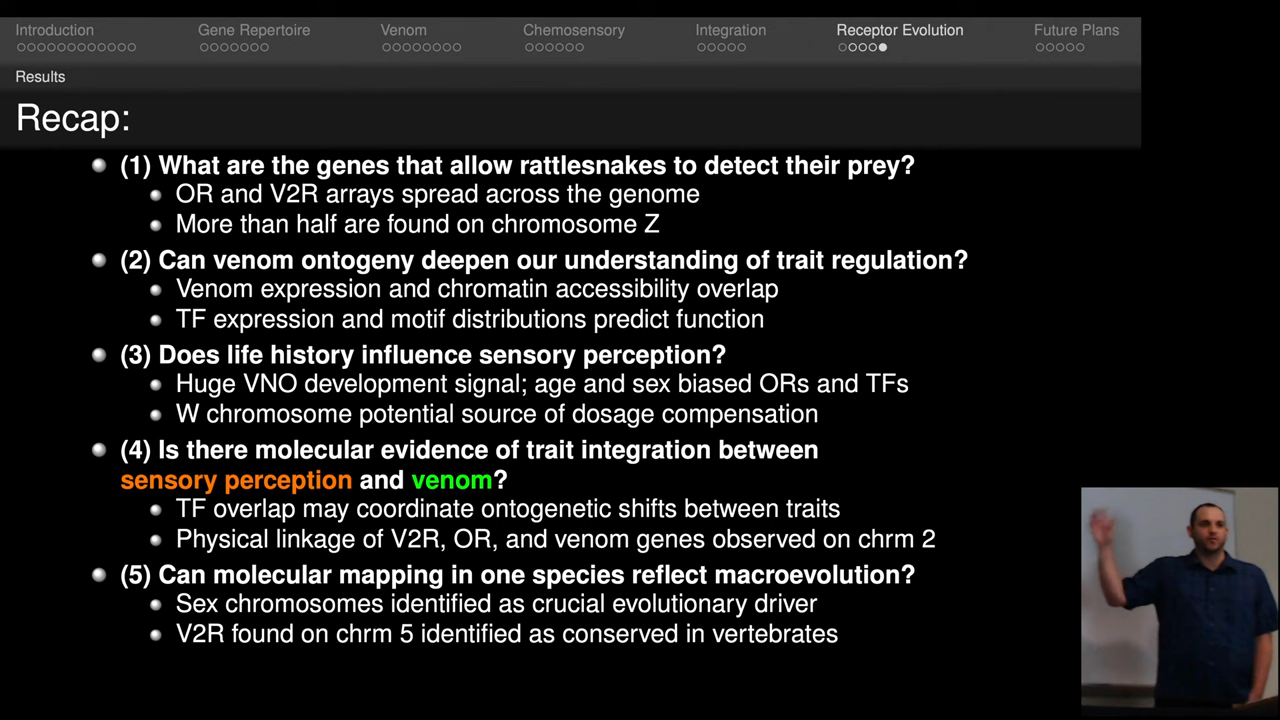 Introduction Gene Repertoire Venom Chemosensory Integration Receptor Evolution Future Plans
Results
Recap:
(1) What are the genes that allow rattlesnakes to detect their prey?
OR and V2R arrays spread across the genome
More than half are found on chromosome Z
(2) Can venom ontogeny deepen our understanding of trait regulation?
Venom expression and chromatin accessibility overlap
TF expression and motif distributions predict function
(3) Does life history influence sensory perception?
Huge VNO development signal; age and sex biased ORs and TFs
W chromosome potential source of dosage compensation
(4) Is there molecular evidence of trait integration between
sensory perception and venom?
TF overlap may coordinate ontogenetic shifts between traits
Physical linkage of V2R, OR, and venom genes observed on chrm 2
(5) Can molecular mapping in one species reflect macroevolution?
Sex chromosomes identified as crucial evolutionary driver
V2R found on chrm 5 identified as conserved in vertebrates